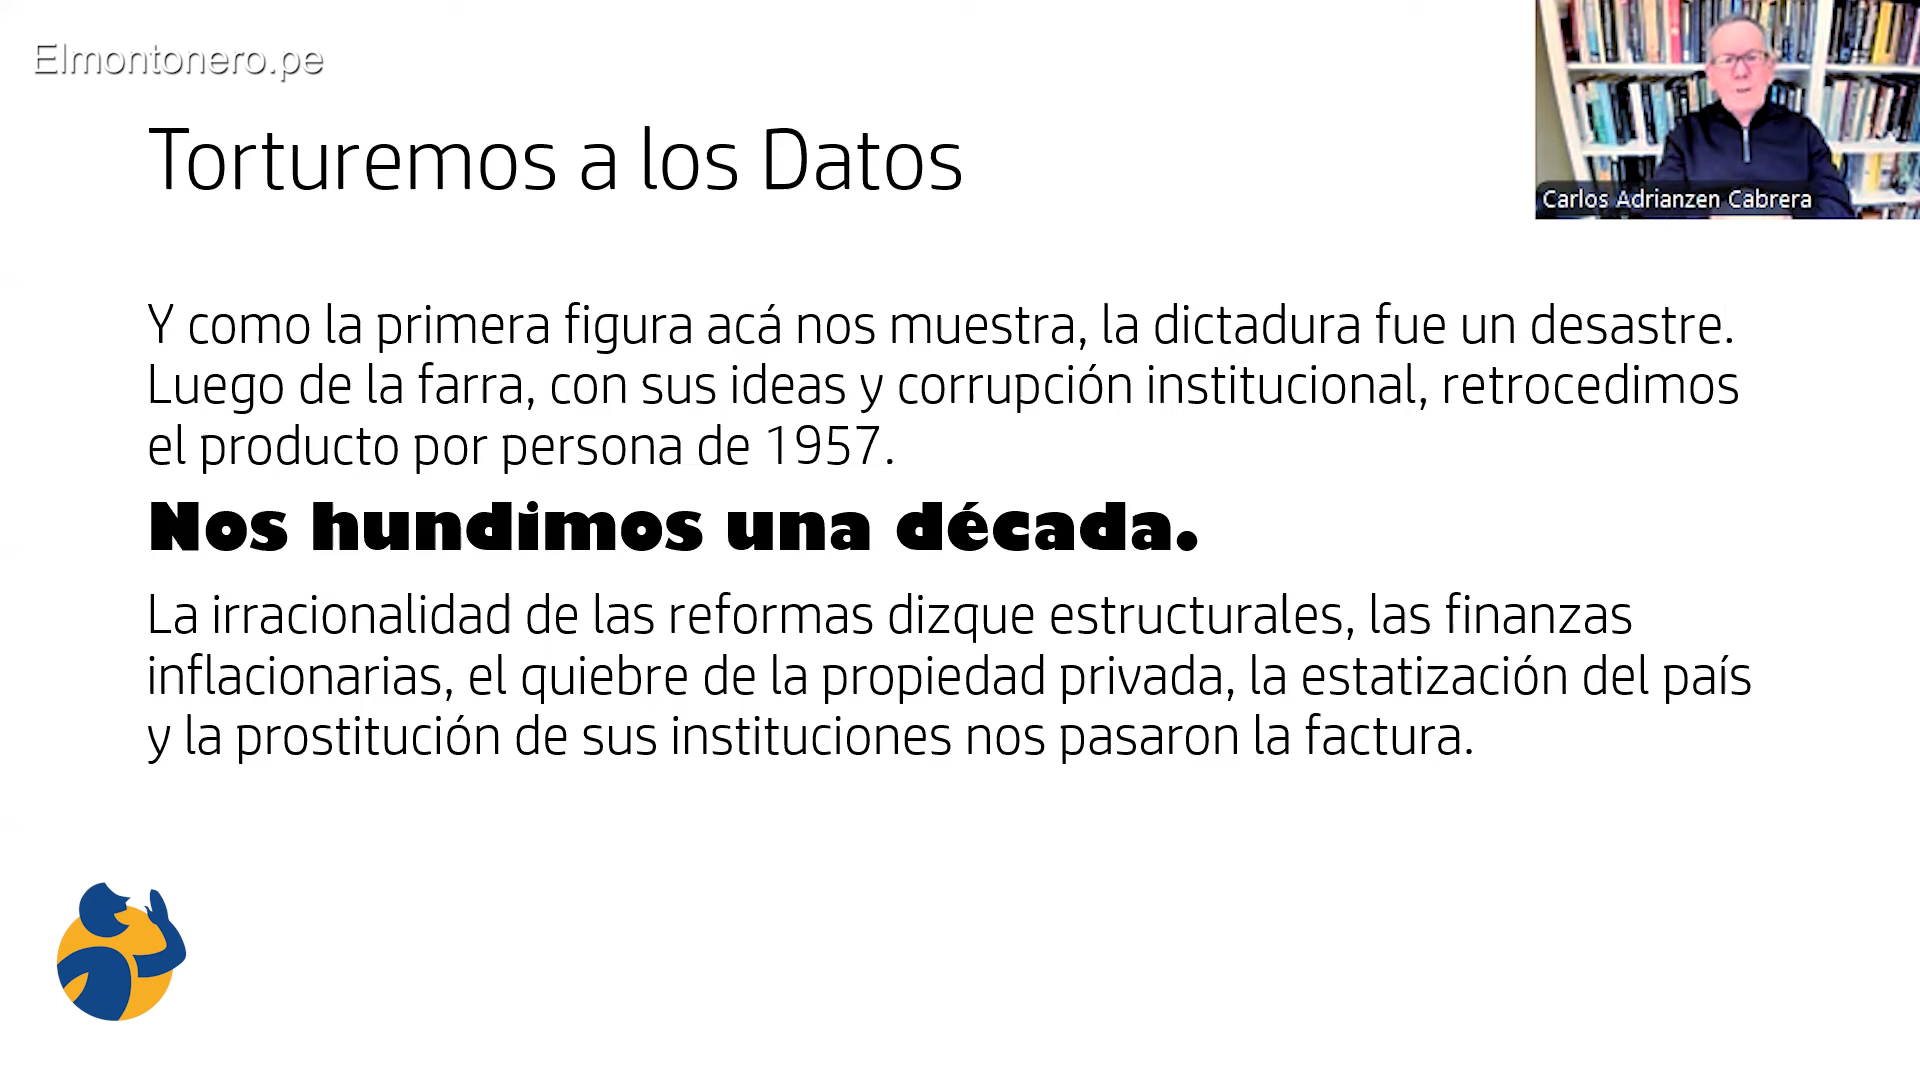 Elmontonero.pe
Carlos Adrianzen Cabrera
Torturemos a los Datos
Y como la primera figura acá nos muestra, la dictadura fue un desastre.
Luego de la farra, con sus ideas y corrupción institucional, retrocedimos
el producto por persona de 1957.
Nos hundimos una década.
La irracionalidad de las reformas dizque estructurales, las finanzas
inflacionarias, el quiebre de la propiedad privada, la estatización del país
y la prostitución de sus instituciones nos pasaron la factura.